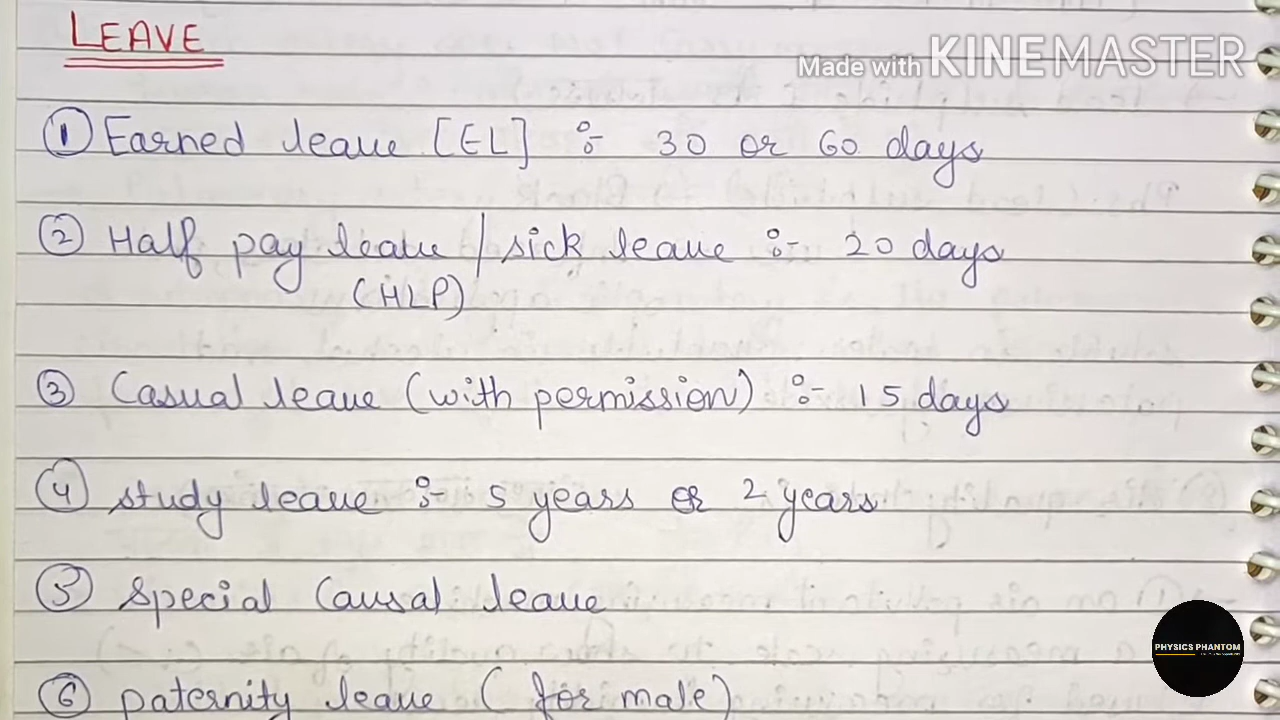 LEAVE
Made with KINEMASTER
① Earned leave [EL] :- 30 or 60 days
② Half pay leave / sick leave :- 20 days
(HLP)
③ Casual leave (with permission) :- 15 days
④ study leave :- 5 years or 2 years
⑤ Special Causal leave
PHYSICS PHANTOM
⑥ paternity leave ( for male)